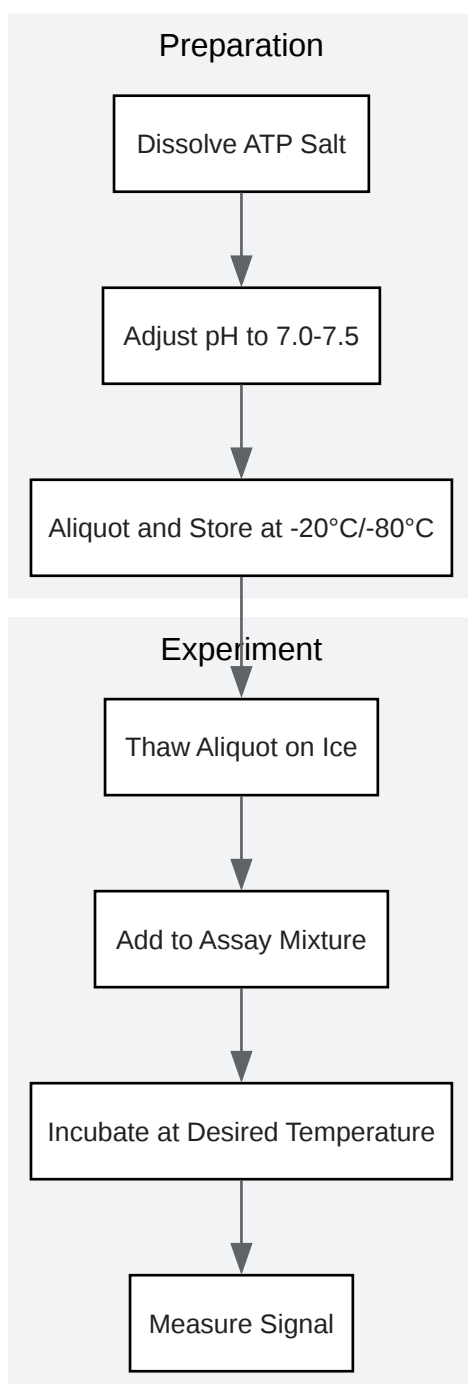 Preparation
Dissolve ATP Salt
Adjust pH to 7.0-7.5
Aliquot and Store at -20°C/-80°C
Experiment
Thaw Aliquot on Ice
Add to Assay Mixture
Incubate at Desired Temperature
Measure Signal